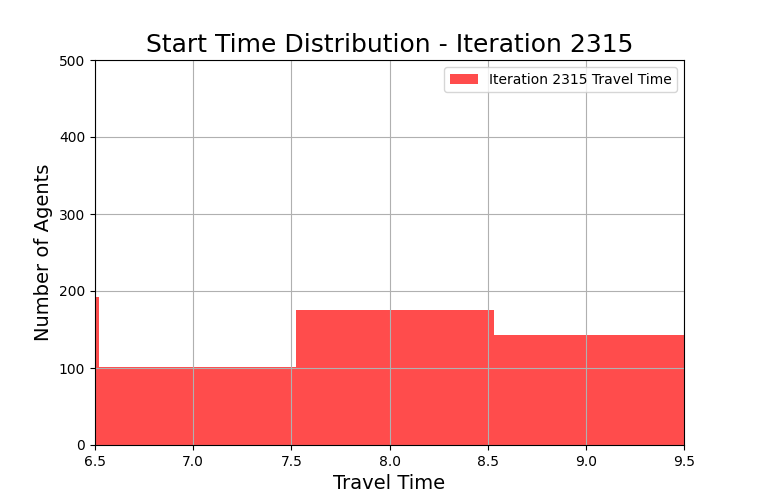 Start Time Distribution - Iteration 2315
Iteration 2315 Travel Time
Number of Agents
500
400
300
200
100
0
6.5 7.0 7.5 8.0 8.5 9.0 9.5
Travel Time